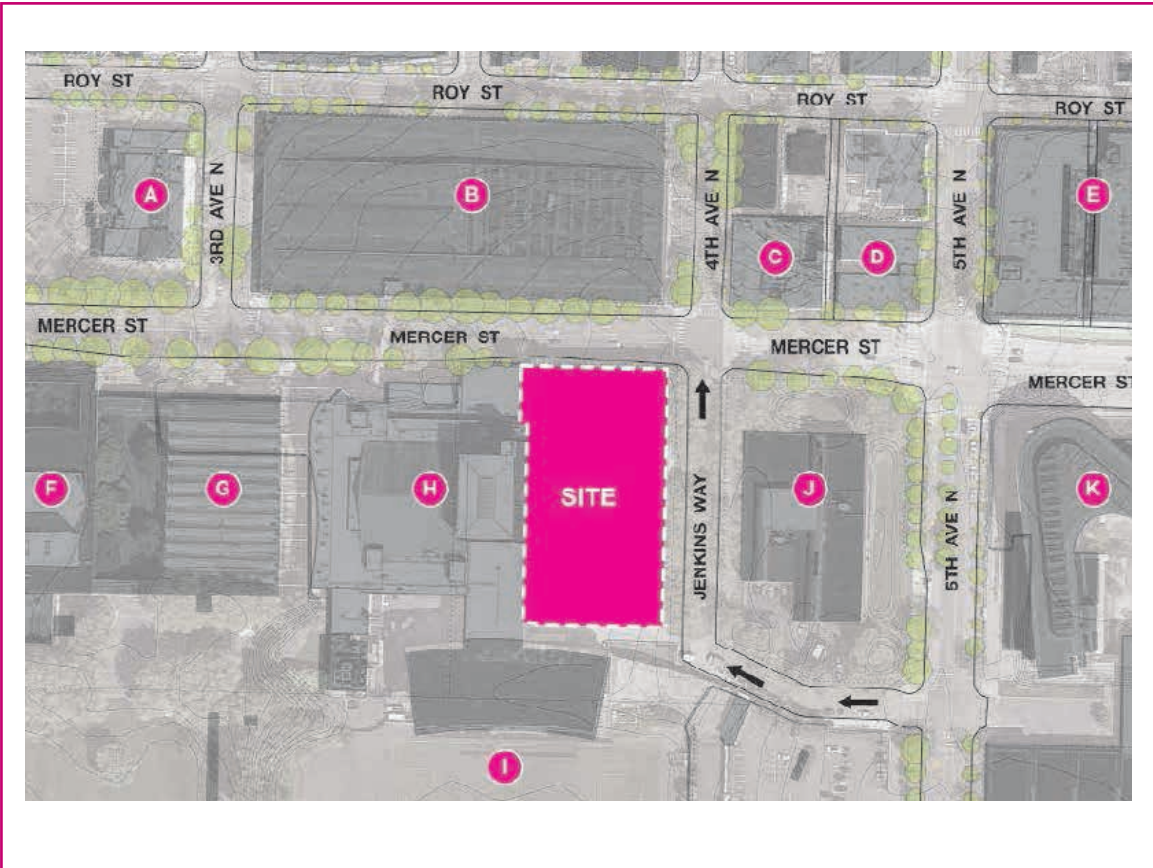 ROY ST
ROY ST
ROY ST
ROY ST
A
3RD AVE N
B
4TH AVE N
C
D
5TH AVE N
E
MERCER ST
MERCER ST
MERCER ST
MERCER ST
F
G
H
SITE
JENKINS WAY
J
5TH AVE N
K
I